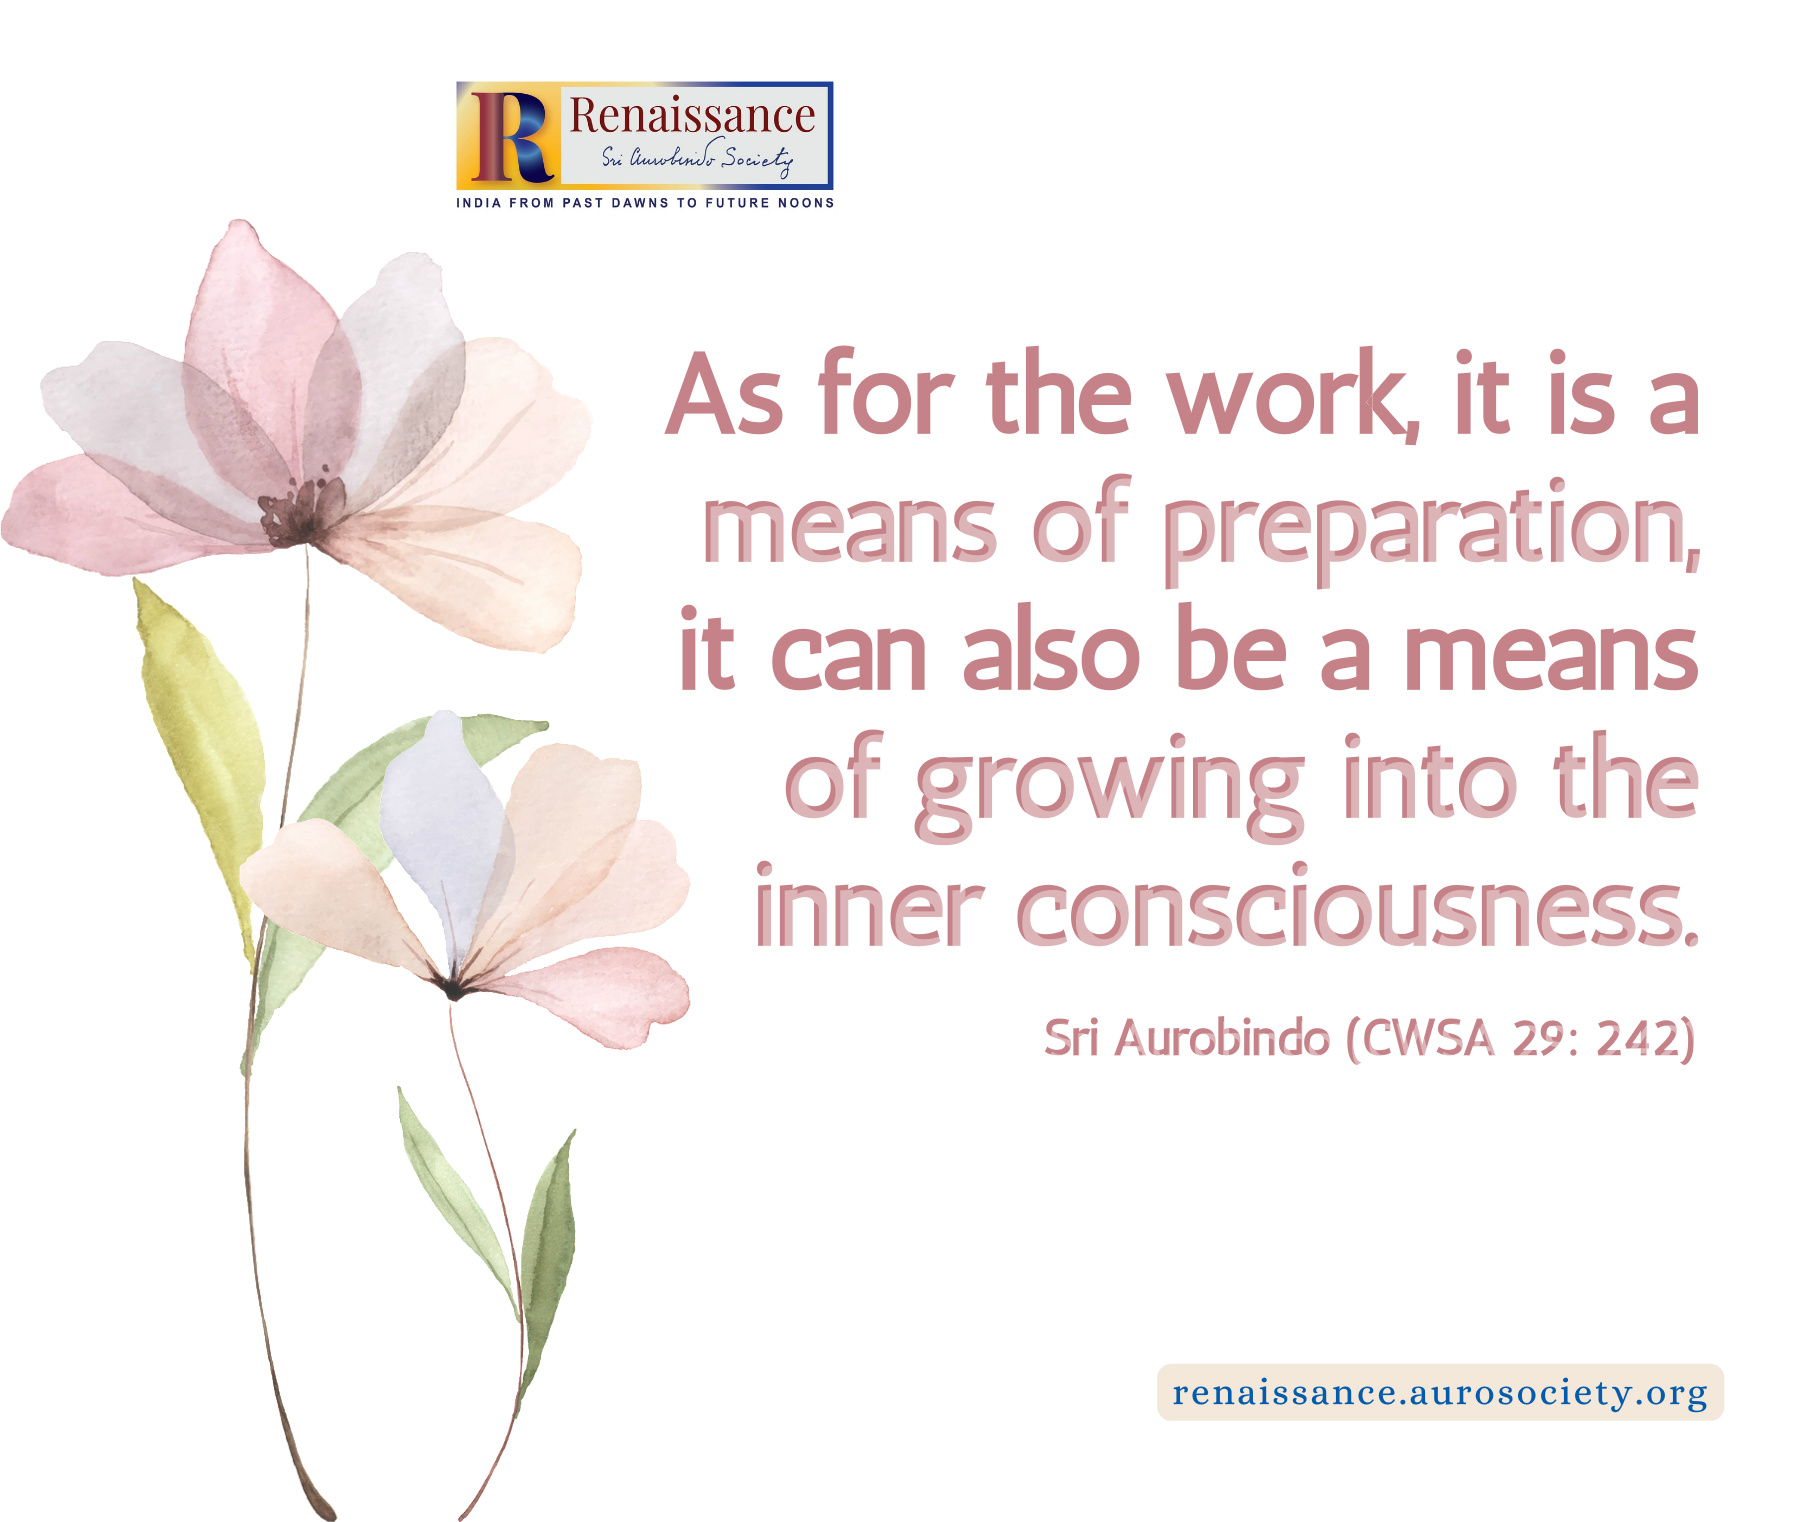 R Renaissance
Sri Aurobindo Society
INDIA FROM PAST DAWNS TO FUTURE NOONS
As for the work, it is a
means of preparation,
it can also be a means
of growing into the
inner consciousness.
Sri Aurobindo (CWSA 29: 242)
renaissance.aurosociety.org